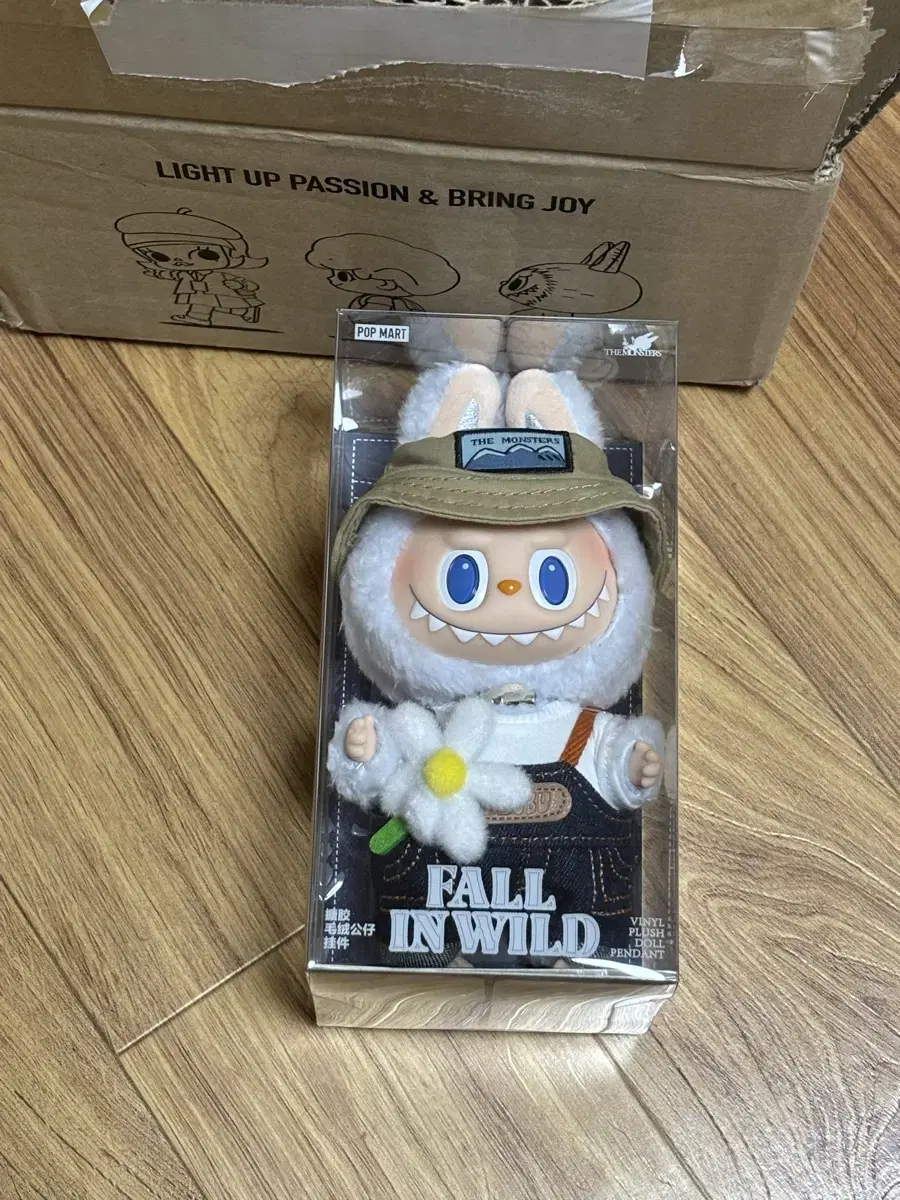 LIGHT UP PASSION & BRING JOY
POP MART
THE MONSTERS
THE MONSTERS
FALL
IN WILD
搪胶
毛绒公仔
挂件
VINYL
PLUSH
DOLL
PENDANT